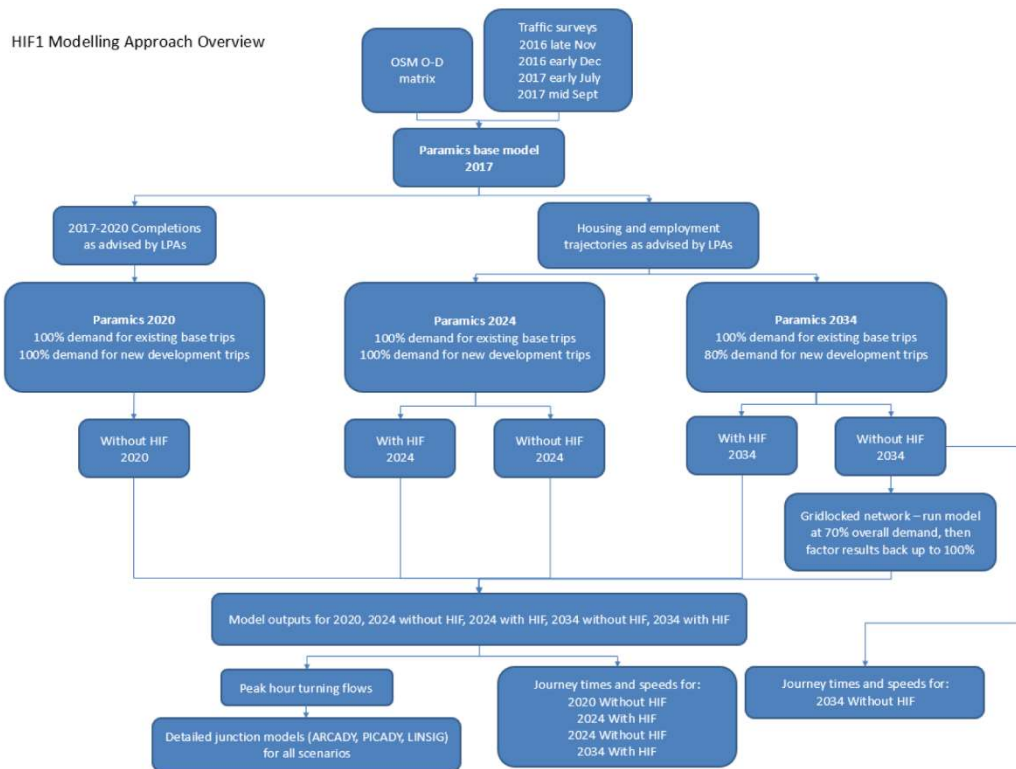 HIF1 Modelling Approach Overview
OSM O-D
matrix
Traffic surveys
2016 late Nov
2016 early Dec
2017 early July
2017 mid Sept
Paramics base model
2017
2017-2020 Completions
as advised by LPAs
Housing and employment
trajectories as advised by LPAs
Paramics 2020
100% demand for existing base trips
100% demand for new development trips
Paramics 2024
100% demand for existing base trips
100% demand for new development trips
Paramics 2034
100% demand for existing base trips
80% demand for new development trips
Without HIF
2020
With HIF
2024
Without HIF
2024
With HIF
2034
Without HIF
2034
Gridlocked network – run model
at 70% overall demand, then
factor results back up to 100%
Model outputs for 2020, 2024 without HIF, 2024 with HIF, 2034 without HIF, 2034 with HIF
Peak hour turning flows
Detailed junction models (ARCADY, PICADY, LINSIG)
for all scenarios
Journey times and speeds for:
2020 Without HIF
2024 With HIF
2024 Without HIF
2034 With HIF
Journey times and speeds for:
2034 Without HIF